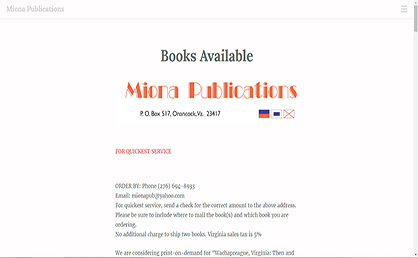 Miona Publications
Books Available
Miona Publications
P. O. Box 517, Onancock, Va. 23417
FOR QUICKEST SERVICE
ORDER BY: Phone (276) 694-8933
Email: mionapub@yahoo.com
For quickest service, send a check for the correct amount to the above address.
Please be sure to include where to mail the book(s) and which book you are
ordering.
No additional charge to ship two books. Virginia sales tax is 5%
We are considering print-on-demand for "Wachapreague, Virginia: Then and